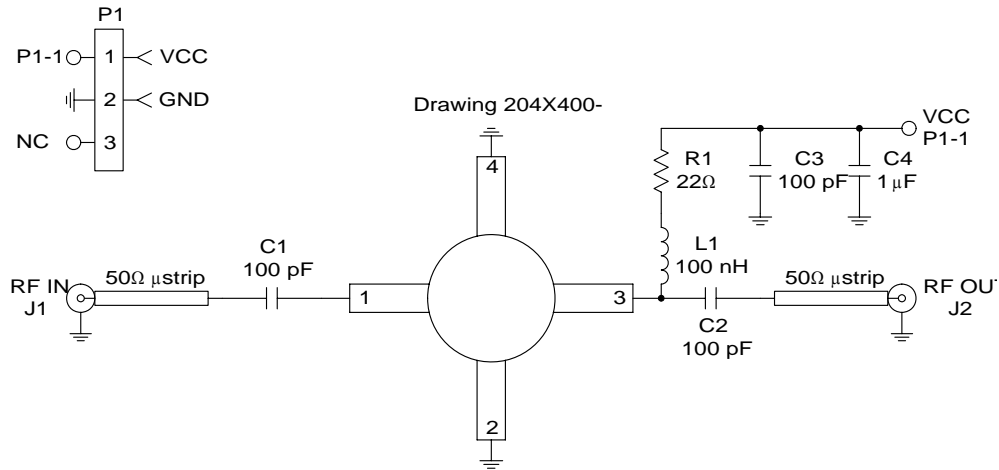 P1
P1-1 1 VCC
2 GND
NC 3
Drawing 204X400-
4
VCC
P1-1
R1
22Ω
C3
100 pF
C4
1 μF
C1
100 pF
L1
100 nH
RF IN
J1
50Ω μstrip
1
3
C2
100 pF
50Ω μstrip
RF OUT
J2
2